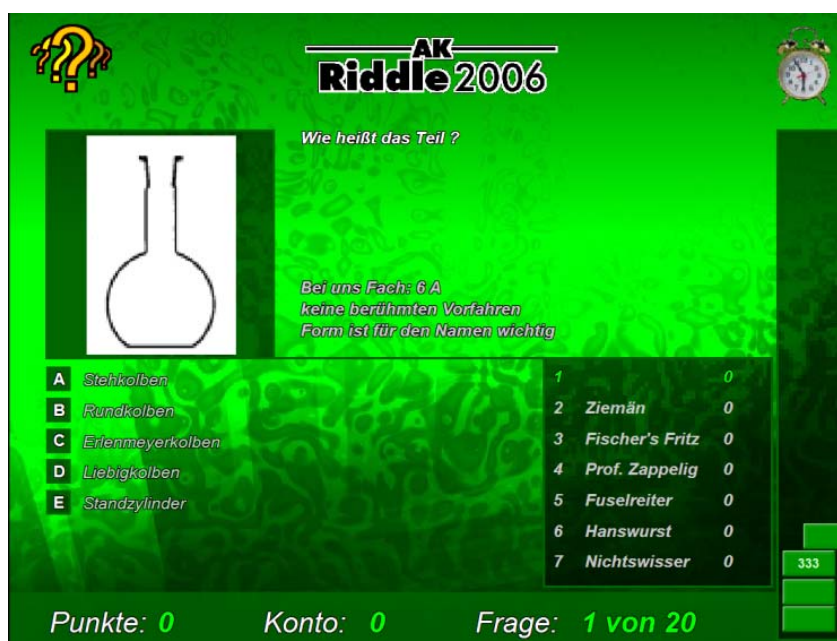 AK
Riddle 2006
Wie heißt das Teil ?
Bei uns Fach: 6 A
keine berühmten Vorfahren
Form ist für den Namen wichtig
A Stehkolben
B Rundkolben
C Erlenmeyerkolben
D Liebigkolben
E Standzylinder
1 0
2 Ziemän 0
3 Fischer's Fritz 0
4 Prof. Zappelig 0
5 Fuselreiter 0
6 Hanswurst 0
7 Nichtswisser 0
333
Punkte: 0 Konto: 0 Frage: 1 von 20